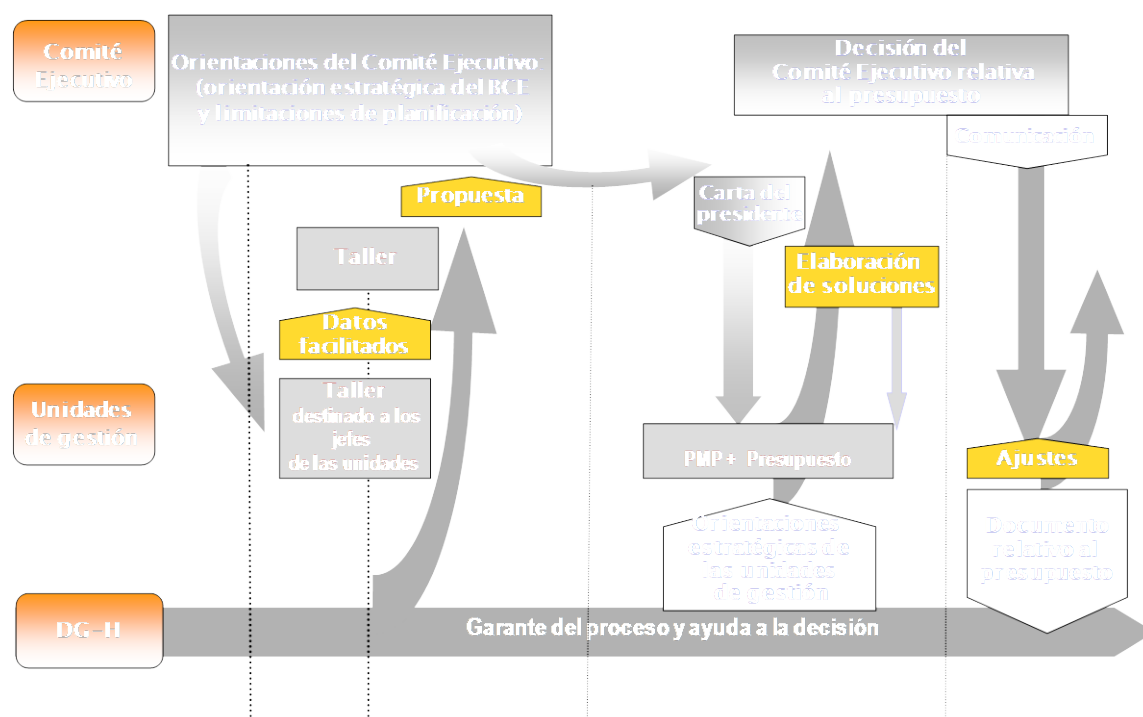 Comité
Ejecutivo
Orientaciones del Comité Ejecutivo
(orientación estratégica del BCE
y limitaciones de planificación)
Decisión del
Comité Ejecutivo relativa
al presupuesto
Comunicación
Propuesta
Carta del
presidente
Taller
Elaboración
de soluciones
Datos
facilitados
Unidades
de gestión
Taller
destinado a los
jefes
de las unidades
PMP + Presupuesto
Ajustes
Orientaciones
estratégicas de
las unidades
de gestión
Documento
relativo al
presupuesto
DG-H
Garante del proceso y ayuda a la decisión